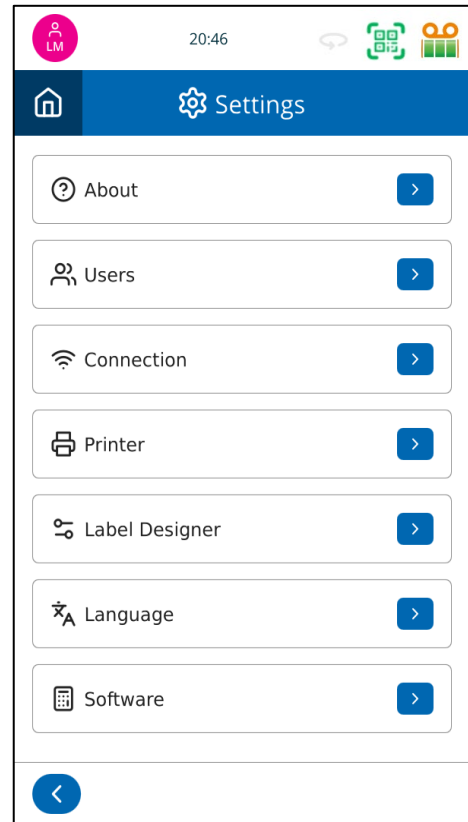 LM
20:46
Settings
About
Users
Connection
Printer
Label Designer
Language
Software